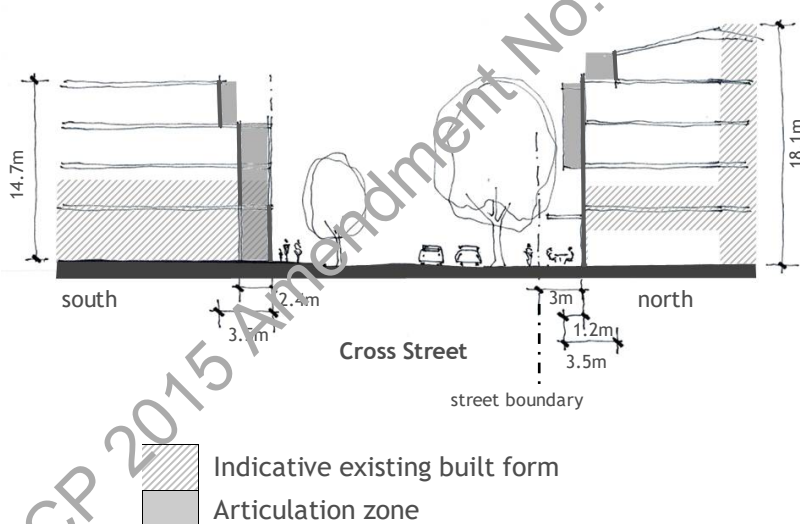 14.7m
18.1m
south
2.4m
3.5m
Cross Street
3m
north
1.2m
3.5m
street boundary
Indicative existing built form
Articulation zone
CP 2015 Amendment No.